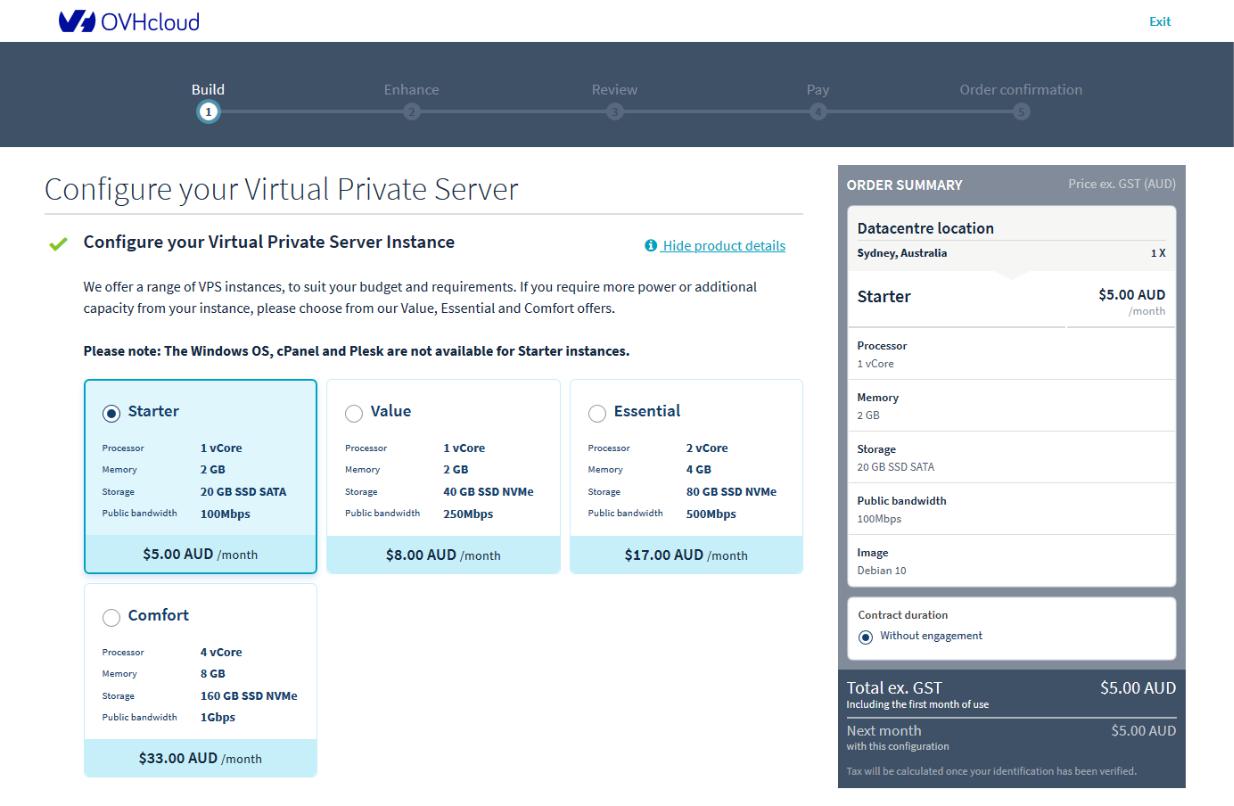 OVHcloud
Exit
Build
Enhance
Review
Pay
Order confirmation
1
2
3
4
5
Configure your Virtual Private Server
Configure your Virtual Private Server Instance
Hide product details
We offer a range of VPS instances, to suit your budget and requirements. If you require more power or additional
capacity from your instance, please choose from our Value, Essential and Comfort offers.
Please note: The Windows OS, cPanel and Plesk are not available for Starter instances.
Starter
Processor 1 vCore
Memory 2 GB
Storage 20 GB SSD SATA
Public bandwidth 100Mbps
$5.00 AUD /month
Value
Processor 1 vCore
Memory 2 GB
Storage 40 GB SSD NVMe
Public bandwidth 250Mbps
$8.00 AUD /month
Essential
Processor 2 vCore
Memory 4 GB
Storage 80 GB SSD NVMe
Public bandwidth 500Mbps
$17.00 AUD /month
Comfort
Processor 4 vCore
Memory 8 GB
Storage 160 GB SSD NVMe
Public bandwidth 1Gbps
$33.00 AUD /month
ORDER SUMMARY Price ex. GST (AUD)
Datacentre location
Sydney, Australia 1 X
Starter $5.00 AUD
/month
Processor
1 vCore
Memory
2 GB
Storage
20 GB SSD SATA
Public bandwidth
100Mbps
Image
Debian 10
Contract duration
Without engagement
Total ex. GST $5.00 AUD
Including the first month of use
Next month $5.00 AUD
with this configuration
Tax will be calculated once your identification has been verified.